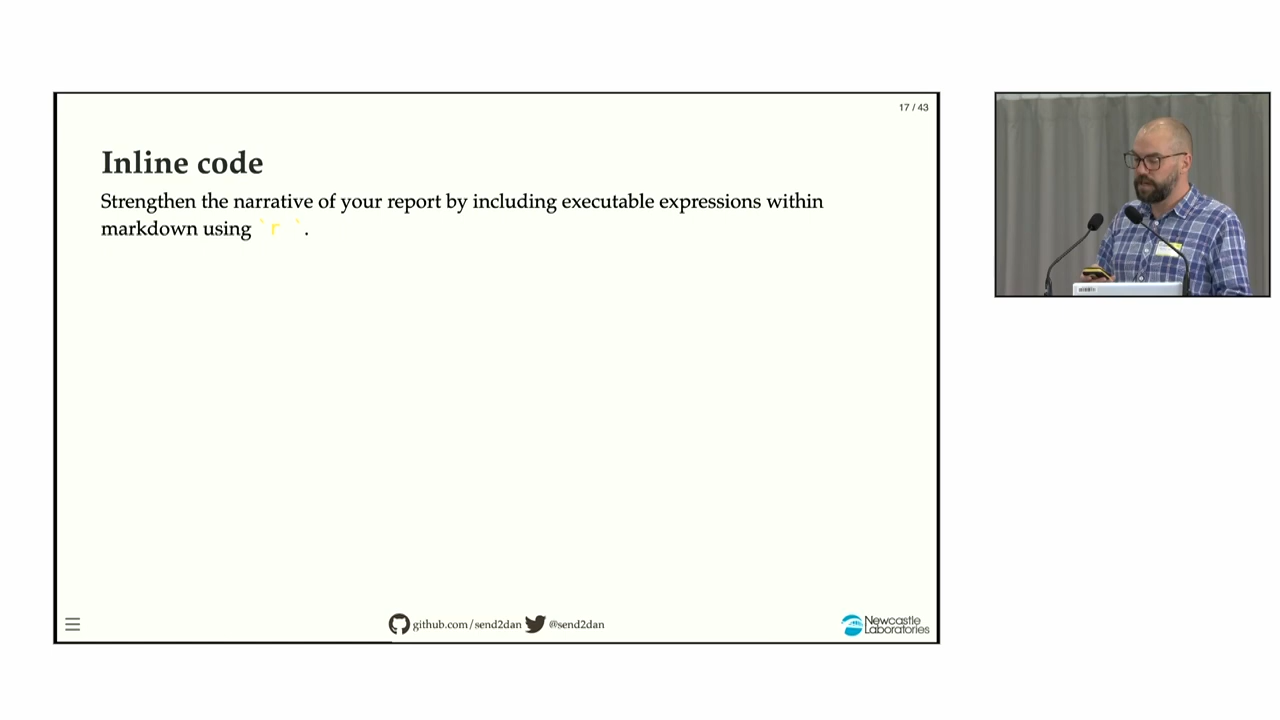 17 / 43
Inline code
Strengthen the narrative of your report by including executable expressions within
markdown using `r `.
github.com/send2dan @send2dan
Newcastle
Laboratories